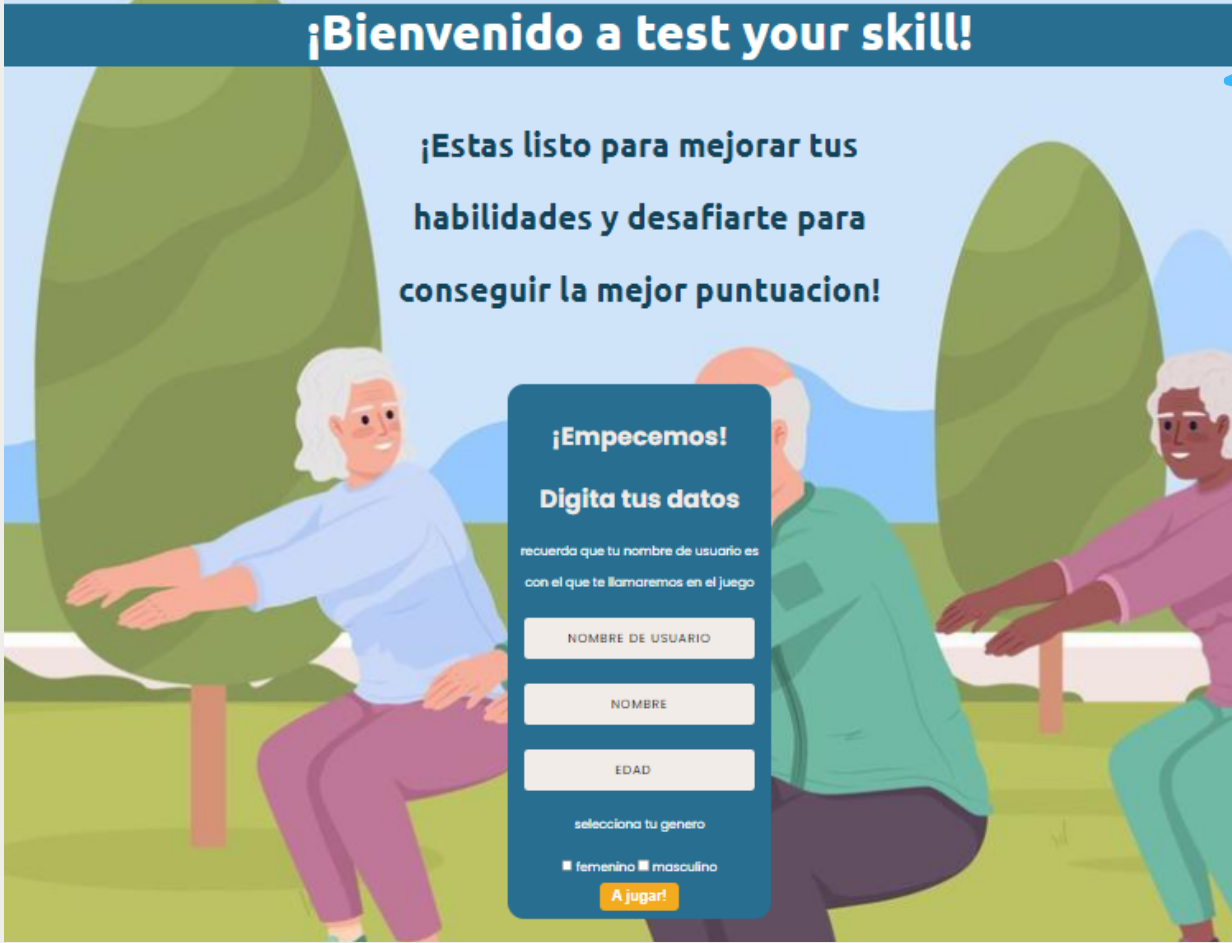 ¡Bienvenido a test your skill!
¡Estas listo para mejorar tus
habilidades y desafiarte para
conseguir la mejor puntuacion!
¡Empecemos!
Digita tus datos
recuerda que tu nombre de usuario es
con el que te llamaremos en el juego
NOMBRE DE USUARIO
NOMBRE
EDAD
selecciona tu genero
femenino masculino
A jugar!